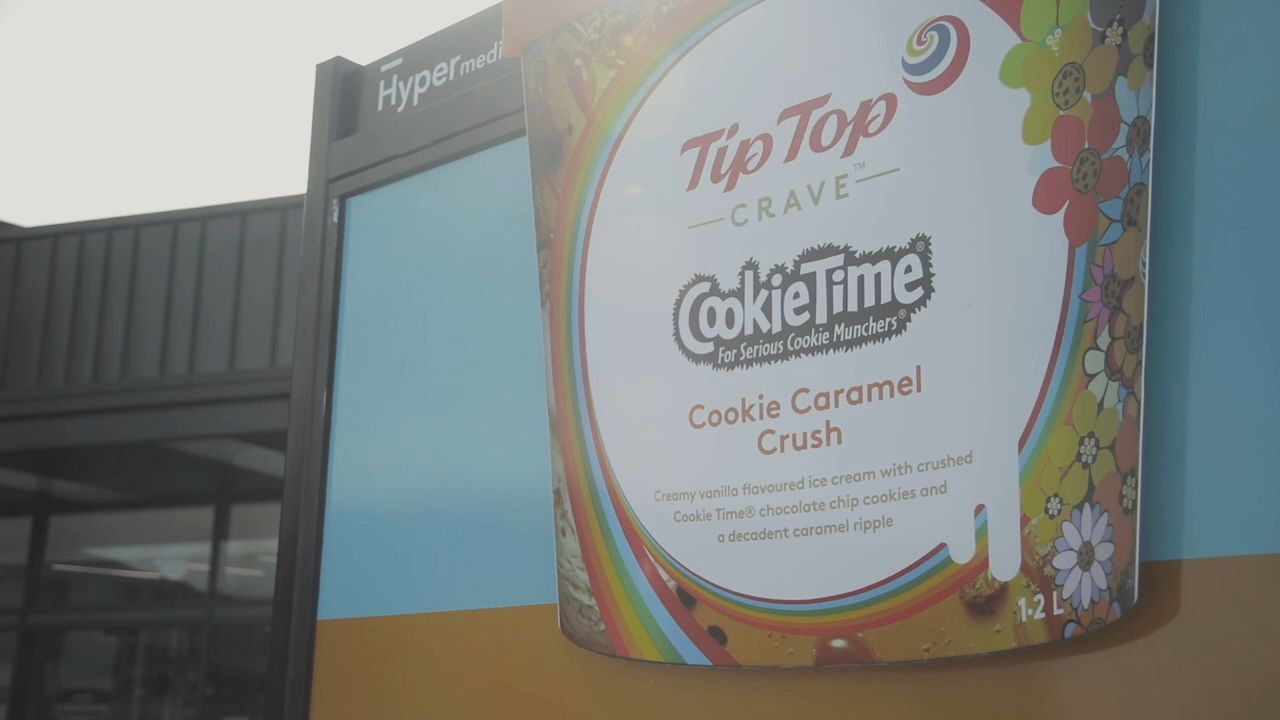 Hypermedi
Tip Top
CRAVE™
CookieTime®
For Serious Cookie Munchers®
Cookie Caramel
Crush
Creamy vanilla flavoured ice cream with crushed
Cookie Time® chocolate chip cookies and
a decadent caramel ripple
1·2 L